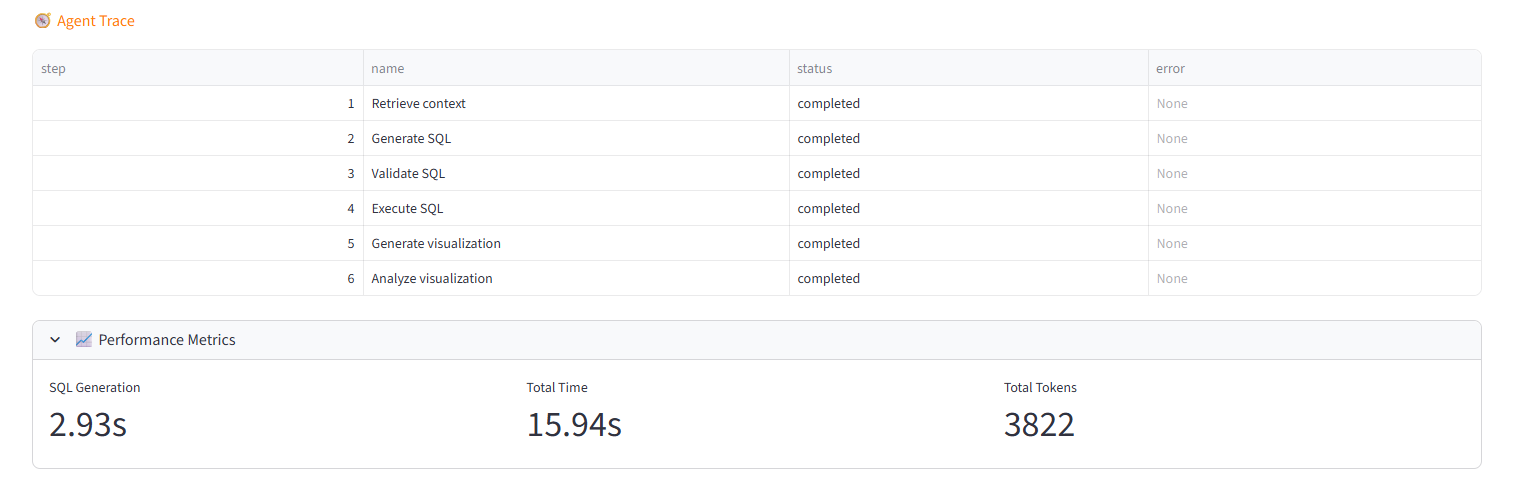 Agent Trace
step name status error
1 Retrieve context completed None
2 Generate SQL completed None
3 Validate SQL completed None
4 Execute SQL completed None
5 Generate visualization completed None
6 Analyze visualization completed None
Performance Metrics
SQL Generation Total Time Total Tokens
2.93s 15.94s 3822